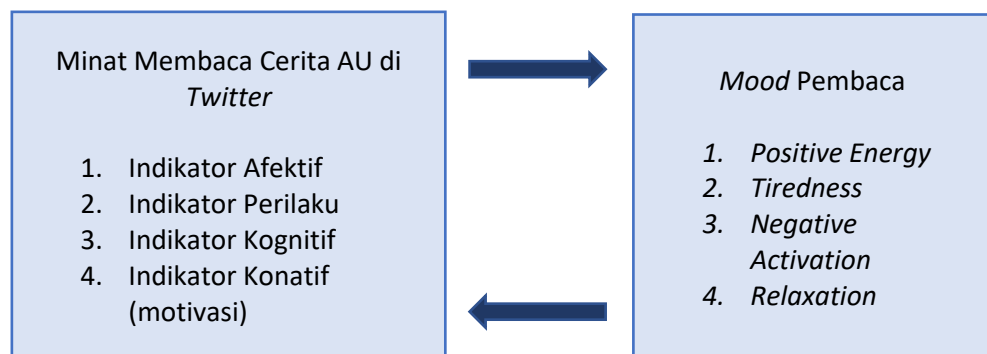 Minat Membaca Cerita AU di
Twitter
1. Indikator Afektif
2. Indikator Perilaku
3. Indikator Kognitif
4. Indikator Konatif
(motivasi)
Mood Pembaca
1. Positive Energy
2. Tiredness
3. Negative
Activation
4. Relaxation